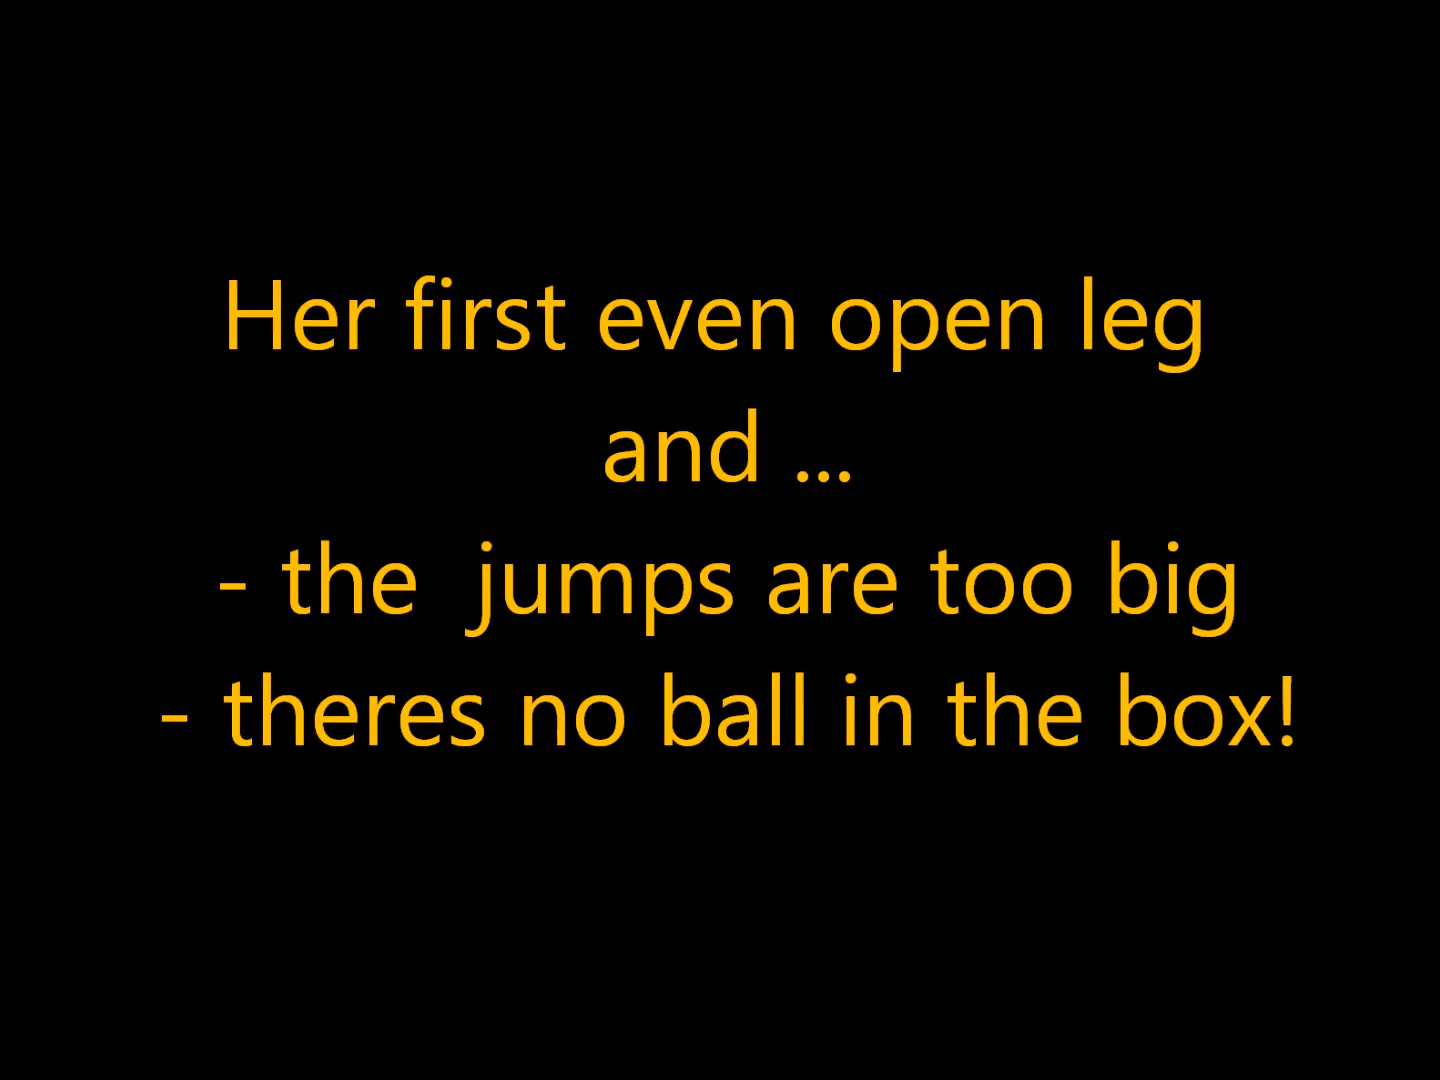 Her first even open leg
and ...
- the  jumps are too big
- theres no ball in the box!